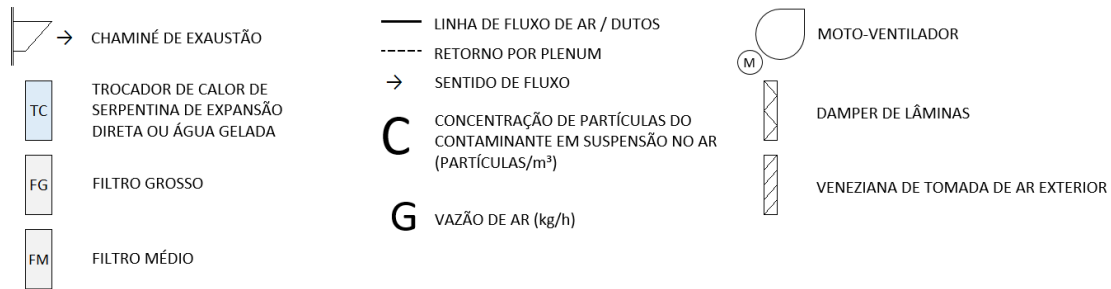 CHAMINÉ DE EXAUSTÃO
TC
TROCADOR DE CALOR DE
SERPENTINA DE EXPANSÃO
DIRETA OU ÁGUA GELADA
FG
FILTRO GROSSO
FM
FILTRO MÉDIO
LINHA DE FLUXO DE AR / DUTOS
RETORNO POR PLENUM
SENTIDO DE FLUXO
C
CONCENTRAÇÃO DE PARTÍCULAS DO
CONTAMINANTE EM SUSPENSÃO NO AR
(PARTÍCULAS/m³)
G
VAZÃO DE AR (kg/h)
M
MOTO-VENTILADOR
DAMPER DE LÂMINAS
VENEZIANA DE TOMADA DE AR EXTERIOR